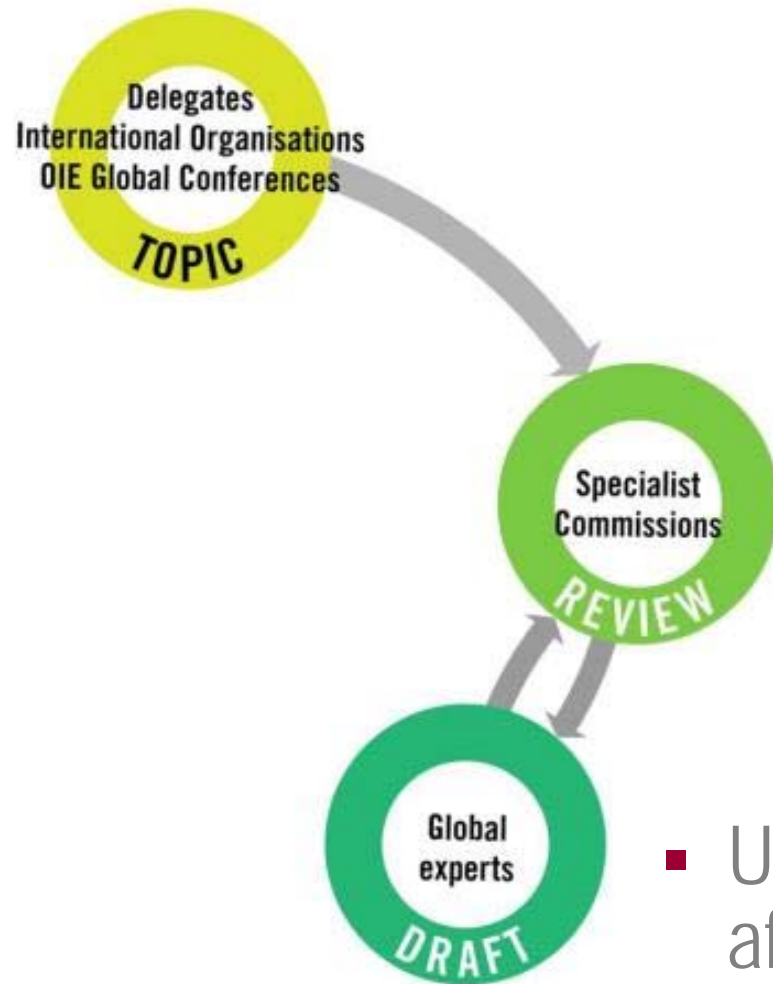 Delegates
International Organisations
OIE Global Conferences
TOPIC
Specialist
Commissions
REVIEW
Global
experts
DRAFT